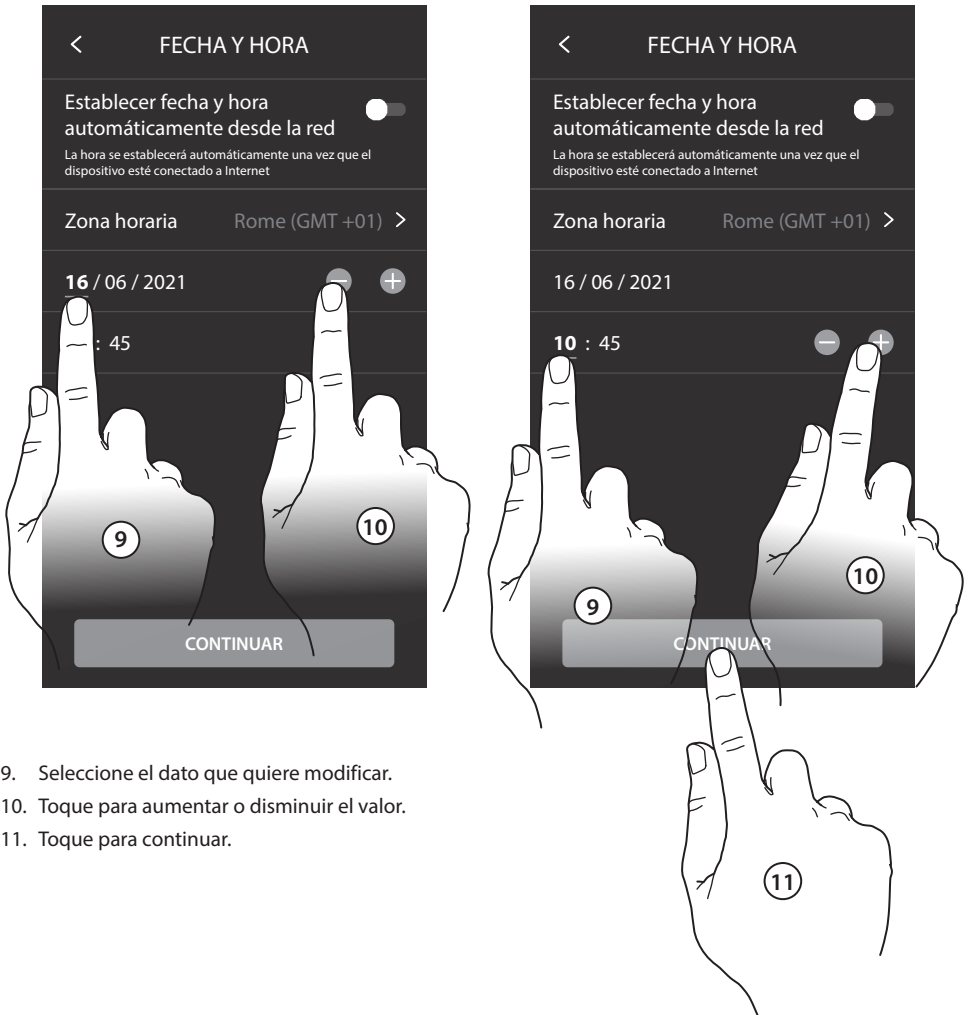 FECHA Y HORA
Establecer fecha y hora
automáticamente desde la red
La hora se establecerá automáticamente una vez que el
dispositivo esté conectado a Internet
Zona horaria Rome (GMT +01)
16 / 06 / 2021
: 45
9
10
CONTINUAR
FECHA Y HORA
Establecer fecha y hora
automáticamente desde la red
La hora se establecerá automáticamente una vez que el
dispositivo esté conectado a Internet
Zona horaria Rome (GMT +01)
16 / 06 / 2021
10 : 45
10
9
CONTINUAR
11
9. Seleccione el dato que quiere modificar.
10. Toque para aumentar o disminuir el valor.
11. Toque para continuar.